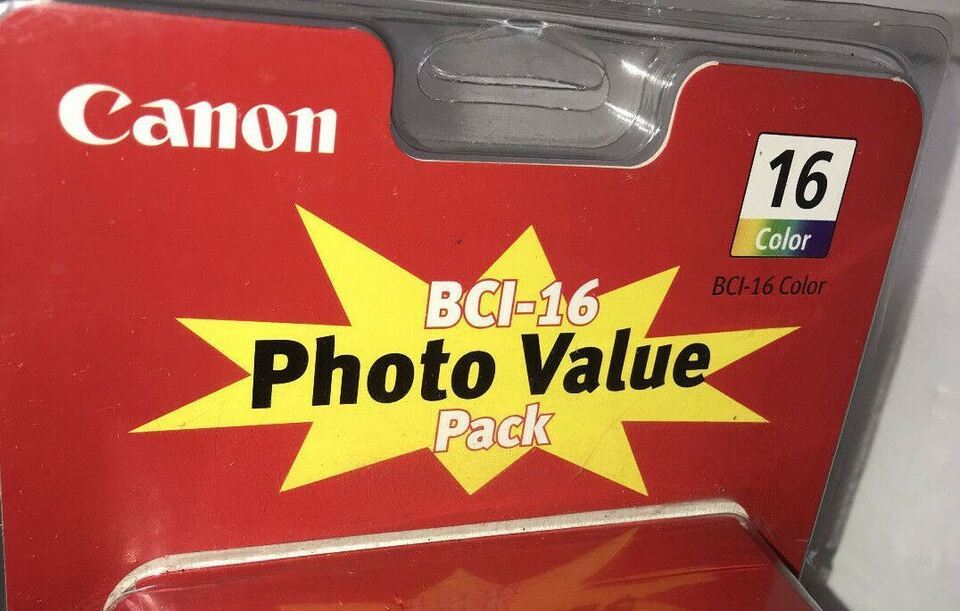 Canon
16
Color
BCI-16 Color
BCI-16
Photo Value
Pack